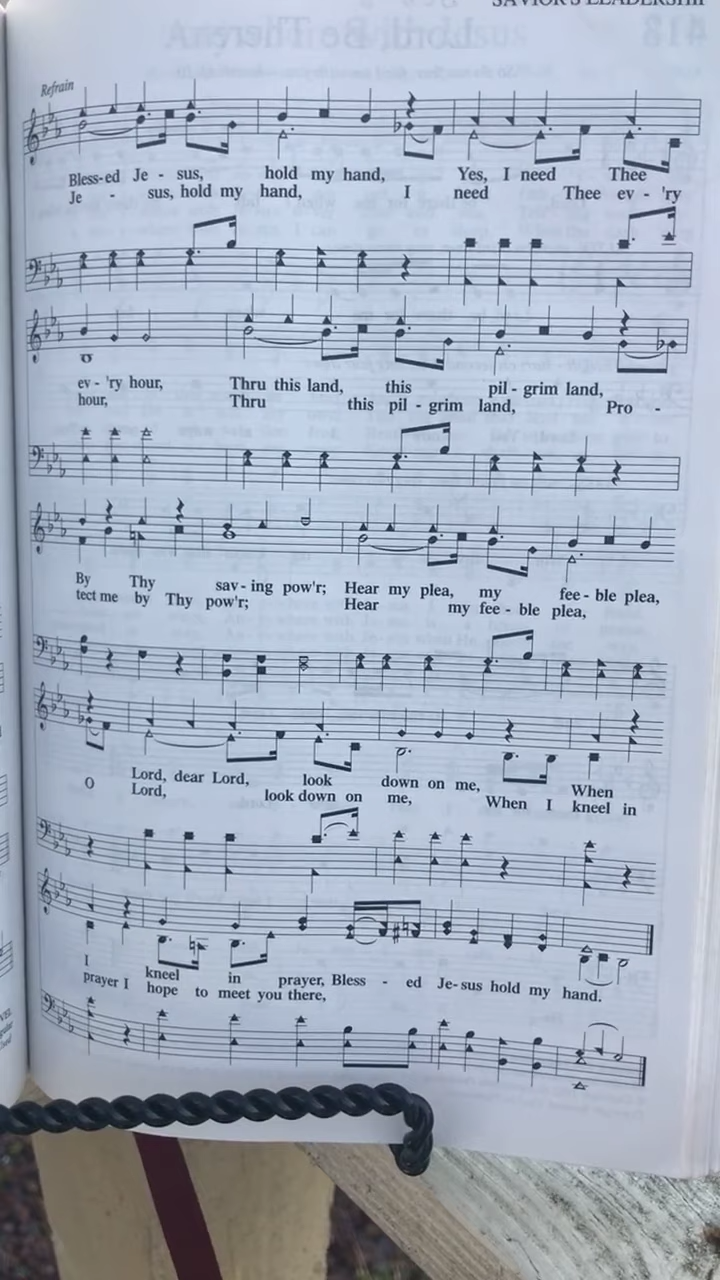 SAVIOR'S LEADERSHIP
Refrain
Bless-ed Je - sus, hold my hand, Yes, I need Thee
Je sus, hold my hand, I need Thee ev - 'ry
ev - 'ry hour, Thru this land, this pil - grim land,
hour, Thru this pil - grim land, Pro -
By Thy sav - ing pow'r; Hear my plea, my fee - ble plea,
tect me by Thy pow'r; Hear my fee - ble plea,
O Lord, dear Lord, look down on me, When
Lord, look down on me, When I kneel in
I kneel in prayer, Bless - ed Je - sus hold my hand.
prayer I hope to meet you there,